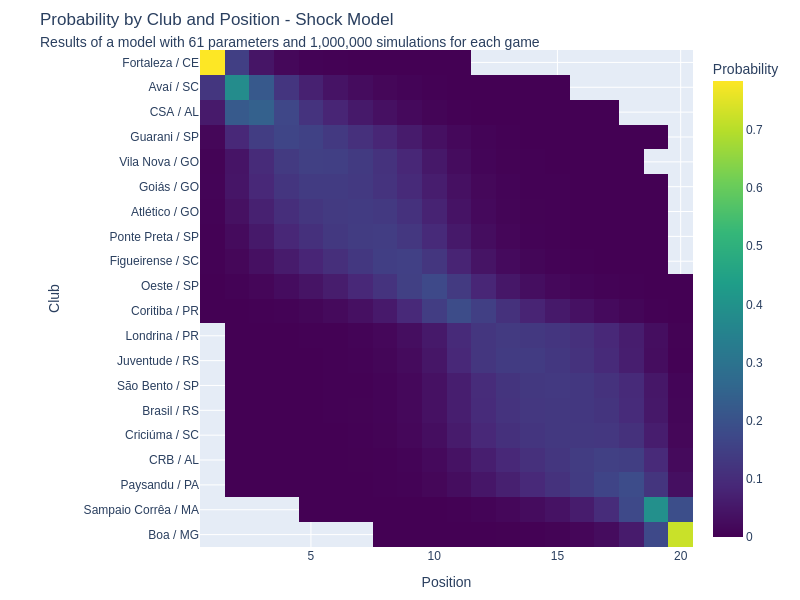 Probability by Club and Position - Shock Model
Results of a model with 61 parameters and 1,000,000 simulations for each game
Probability
Fortaleza / CE
Avaí / SC
CSA / AL
Guarani / SP
Vila Nova / GO
Goiás / GO
Atlético / GO
Ponte Preta / SP
Figueirense / SC
Oeste / SP
Coritiba / PR
Londrina / PR
Juventude / RS
São Bento / SP
Brasil / RS
Criciúma / SC
CRB / AL
Paysandu / PA
Sampaio Corrêa / MA
Boa / MG
Club
5
10
15
20
Position
0.7
0.6
0.5
0.4
0.3
0.2
0.1
0